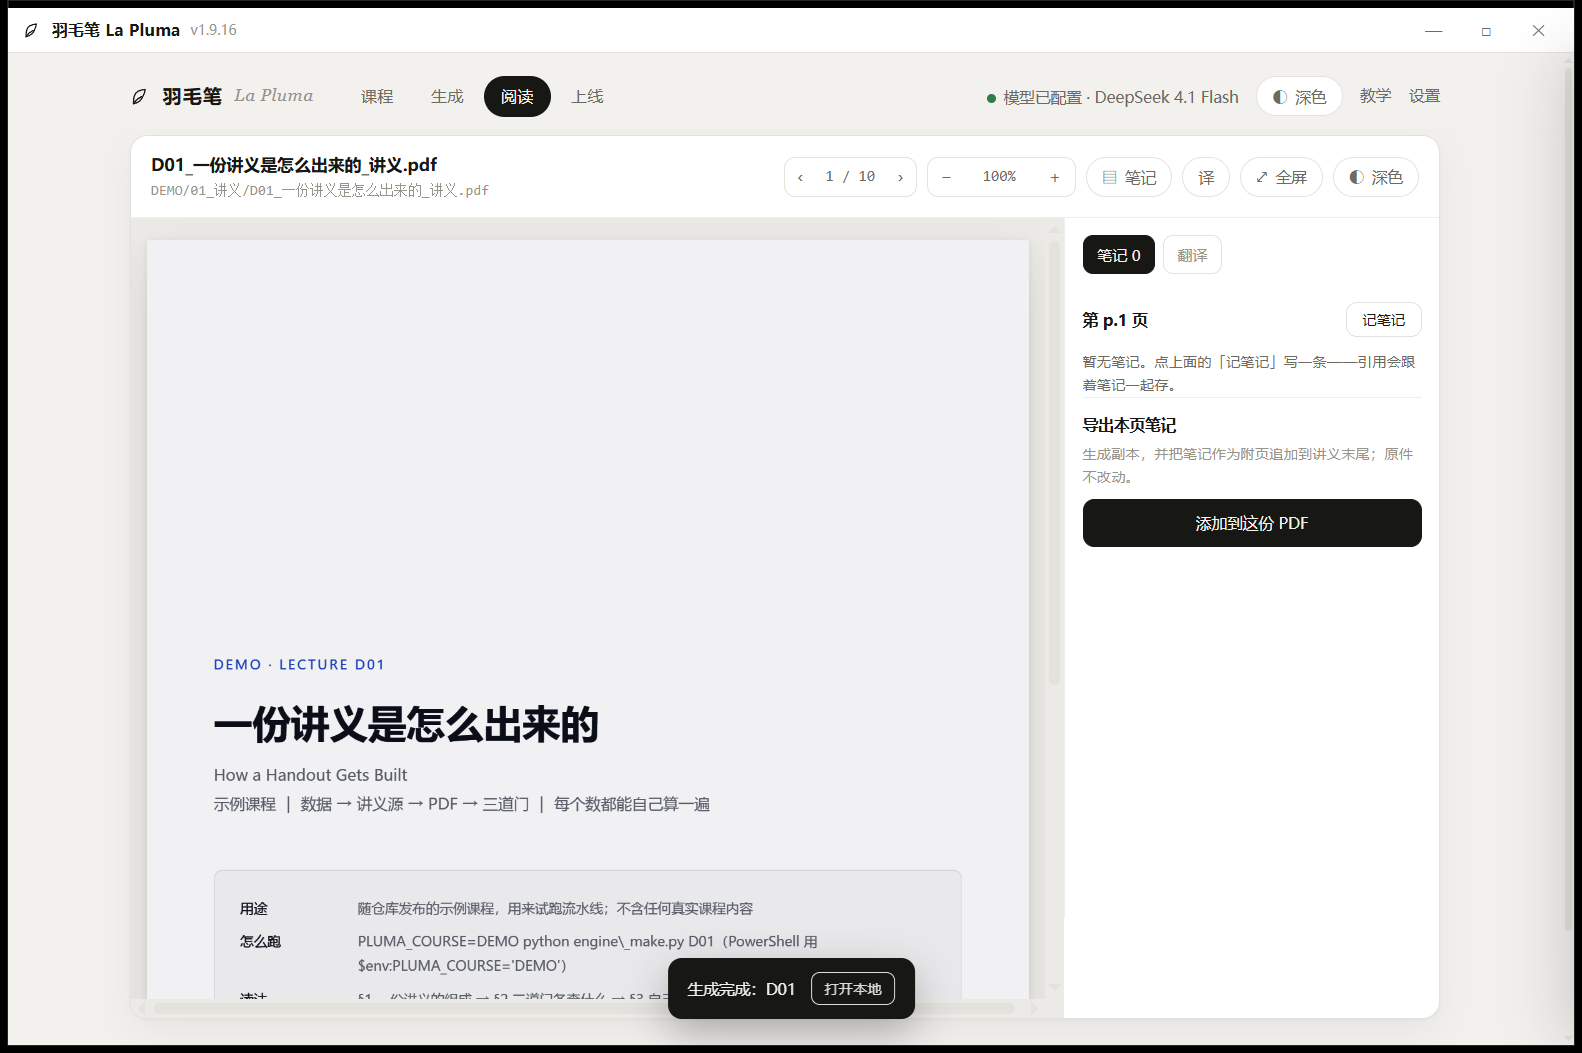 羽毛笔 La Pluma v1.9.16
羽毛笔 La Pluma 课程 生成 阅读 上线 模型已配置 · DeepSeek 4.1 Flash 深色 教学 设置
D01_一份讲义是怎么出来的_讲义.pdf
DEMO/01_讲义/D01_一份讲义是怎么出来的_讲义.pdf
‹ 1 / 10 › − 100% + 笔记 译 全屏 深色
笔记 0 翻译
第 p.1 页 记笔记
暂无笔记。点上面的「记笔记」写一条——引用会跟
着笔记一起存。
导出本页笔记
生成副本，并把笔记作为附页追加到讲义末尾；原件
不改动。
添加到这份 PDF
DEMO · LECTURE D01
一份讲义是怎么出来的
How a Handout Gets Built
示例课程 | 数据 → 讲义源 → PDF → 三道门 | 每个数都能自己算一遍
用途 随仓库发布的示例课程，用来试跑流水线；不含任何真实课程内容
怎么跑 PLUMA_COURSE=DEMO python engine\_make.py D01（PowerShell 用
$env:PLUMA_COURSE='DEMO'）
生成完成：D01 打开本地